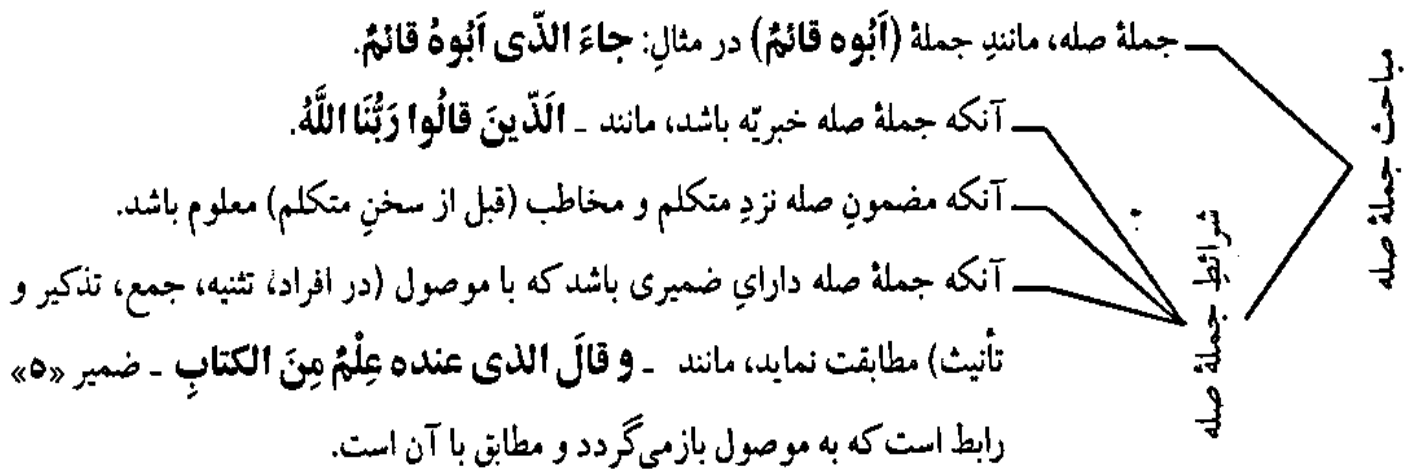 مباحث جملهٔ صله
جملهٔ صله، مانندِ جملهٔ (اَبُوه قائمٌ) در مثالِ: جاءَ الذّی اَبُوهُ قائمٌ.
شرائطِ جملهٔ صله
آنکه جملهٔ صله خبریّه باشد، مانند ـ الَذّینَ قالُوا رَبُّنَا اللَّهُ.
آنکه مضمونِ صله نزدِ متکلم و مخاطب (قبل از سخنِ متکلم) معلوم باشد.
آنکه جملهٔ صله دارایِ ضمیری باشد که با موصول (در افراد، تثنیه، جمع، تذکیر و
تأنیث) مطابقت نماید، مانند ـ و قالَ الذی عنده عِلْمٌ مِنَ الکتابِ ـ ضمیر «ه»
رابط است که به موصول بازمی‌گردد و مطابق با آن است.